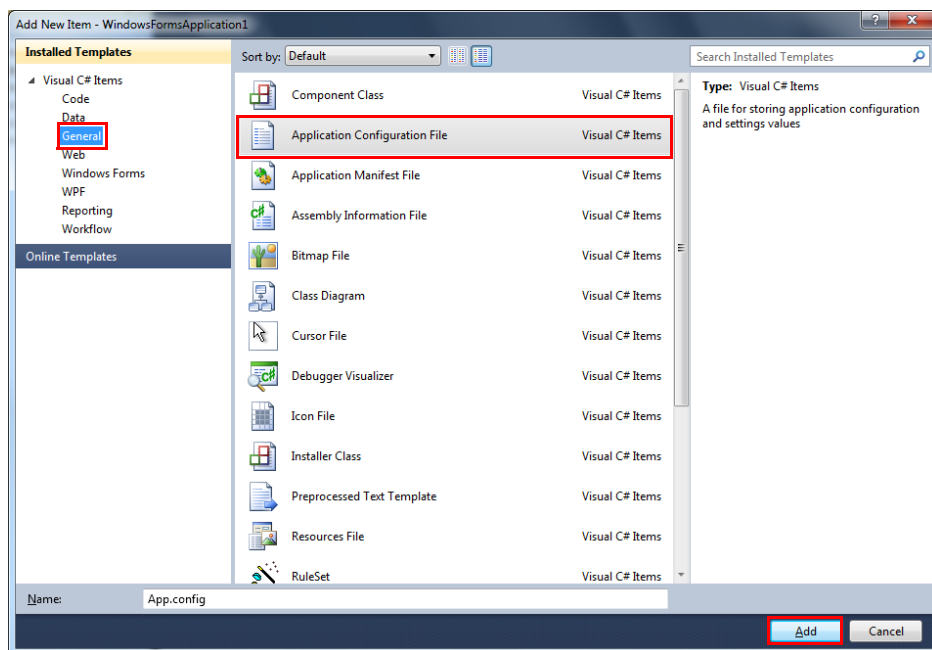 Add New Item - WindowsFormsApplication1
?
Installed Templates
Visual C# Items
Code
Data
General
Web
Windows Forms
WPF
Reporting
Workflow
Online Templates
Sort by: Default
Component Class Visual C# Items
Application Configuration File Visual C# Items
Application Manifest File Visual C# Items
Assembly Information File Visual C# Items
Bitmap File Visual C# Items
Class Diagram Visual C# Items
Cursor File Visual C# Items
Debugger Visualizer Visual C# Items
Icon File Visual C# Items
Installer Class Visual C# Items
Preprocessed Text Template Visual C# Items
Resources File Visual C# Items
RuleSet Visual C# Items
Search Installed Templates
Type: Visual C# Items
A file for storing application configuration
and settings values
Name: App.config
Add Cancel